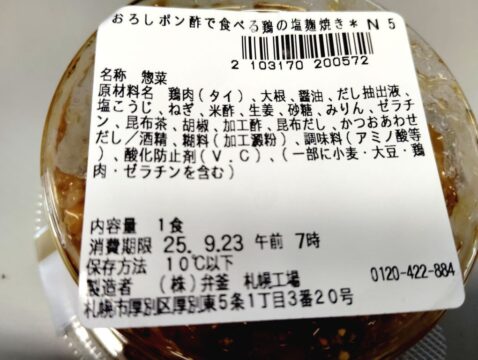 おろしポン酢で食べる鶏の塩麹焼き* N 5
2 103170 200572
名称 惣菜
原材料名 鶏肉(タイ)、大根、醤油、だし抽出液、
塩こうじ、ねぎ、米酢、生姜、砂糖、みりん、ゼラチ
ン、昆布茶、胡椒、加工酢、昆布だし、かつおあわせ
だし/酒精、糊料(加工澱粉)、調味料(アミノ酸等
)、酸化防止剤(V.C)、(一部に小麦・大豆・鶏
肉・ゼラチンを含む)
内容量 1食
消費期限 25. 9.23 午前 7時
保存方法 10℃以下
製造者 (株)弁釜 札幌工場 0120-422-884
札幌市厚別区厚別東5条1丁目3番20号